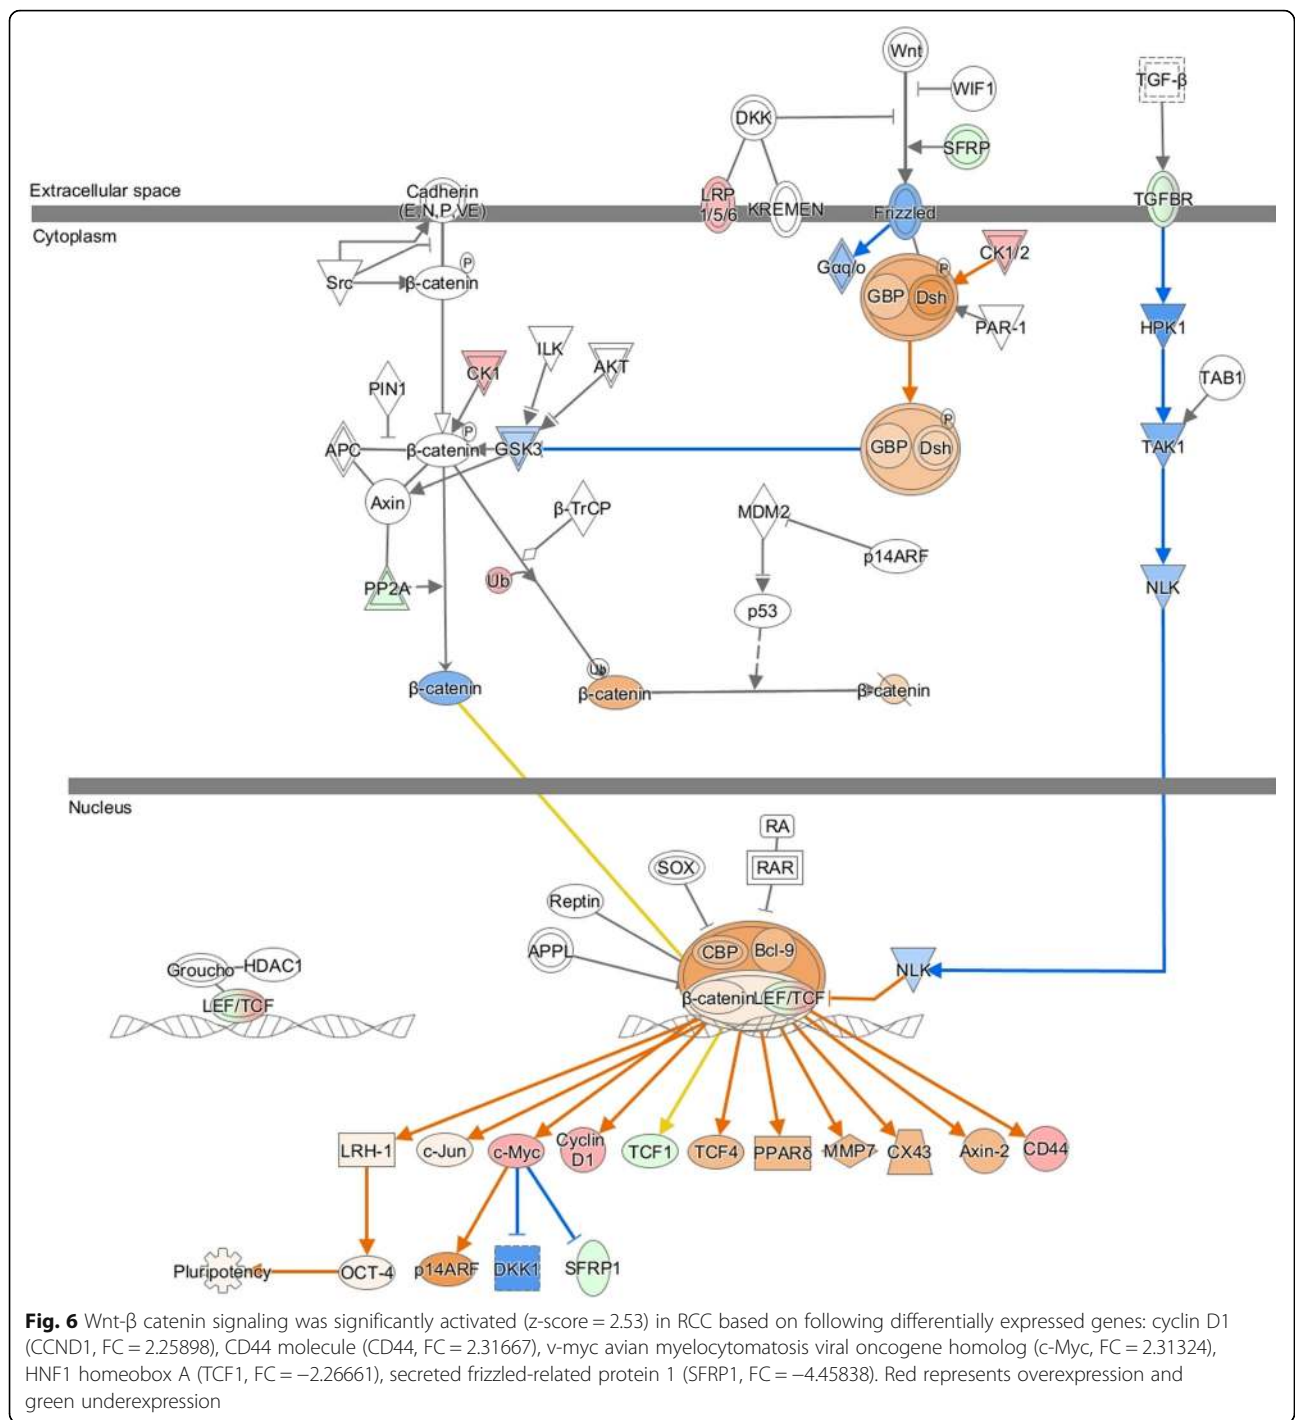 Wnt
WIF1
TGF-β
DKK
SFRP
Extracellular space
Cadherin
(E,N,P,VE)
LRP
1/5/6
KREMEN
Frizzled
TGFBR
Cytoplasm
Src
P
β-catenin
Gαq/o
P
CK1/2
GBP
Dsh
PAR-1
HPK1
ILK
AKT
CK1
PIN1
TAB1
P
APC
β-catenin
GSK3
P
GBP
Dsh
TAK1
Axin
β-TrCP
MDM2
p14ARF
Ub
PP2A
NLK
p53
Ub
β-catenin
β-catenin
β-catenin
Nucleus
RA
SOX
RAR
Reptin
APPL
CBP
Bcl-9
Groucho
HDAC1
NLK
LEF/TCF
β-catenin
LEF/TCF
LRH-1
c-Jun
c-Myc
Cyclin
D1
TCF1
TCF4
PPARδ
MMP7
CX43
Axin-2
CD44
Pluripotency
OCT-4
p14ARF
DKK1
SFRP1
Fig. 6 Wnt-β catenin signaling was significantly activated (z-score = 2.53) in RCC based on following differentially expressed genes: cyclin D1
(CCND1, FC = 2.25898), CD44 molecule (CD44, FC = 2.31667), v-myc avian myelocytomatosis viral oncogene homolog (c-Myc, FC = 2.31324),
HNF1 homeobox A (TCF1, FC = −2.26661), secreted frizzled-related protein 1 (SFRP1, FC = −4.45838). Red represents overexpression and
green underexpression